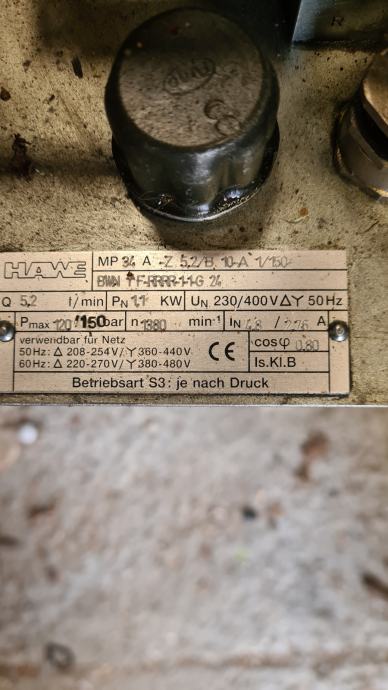 R
HAWE
MP 34 A -Z 5,2/B 10-A 1/150
BWN 1 F-RRRR-1-1-G 24
Q 5,2 l/min PN 1,1 KW UN 230/400V△Y 50Hz
Pmax 120 /150 bar n 1380 min⁻¹ IN 4,8 / 2,76 A
verwendbar für Netz
50Hz: △ 208-254V/Y360-440V
60Hz: △ 220-270V/Y380-480V
CE
cosφ 0,80
Is.Kl.B
Betriebsart S3: je nach Druck